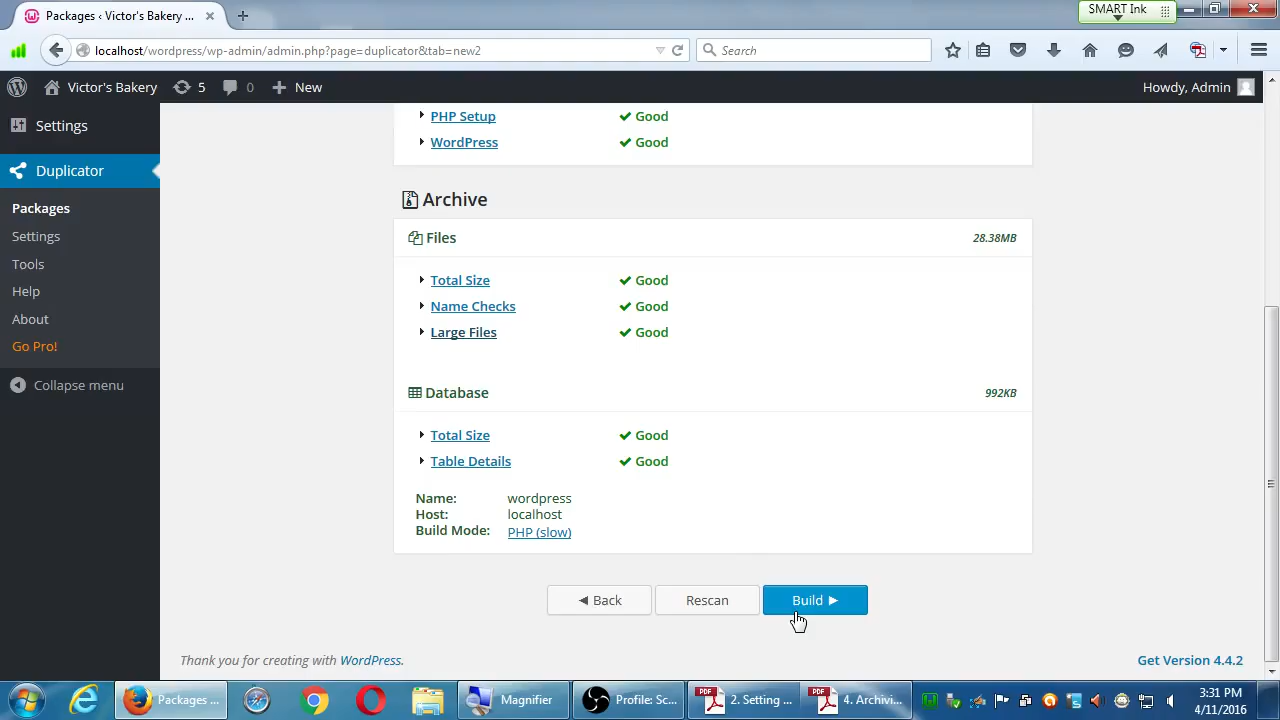 Packages ‹ Victor's Bakery ...
SMART Ink
localhost/wordpress/wp-admin/admin.php?page=duplicator&tab=new2
Search
Victor's Bakery 5 0 New
Howdy, Admin
Settings
Duplicator
Packages
Settings
Tools
Help
About
Go Pro!
Collapse menu
PHP Setup Good
WordPress Good
Archive
Files 28.38MB
Total Size Good
Name Checks Good
Large Files Good
Database 992KB
Total Size Good
Table Details Good
Name: wordpress
Host: localhost
Build Mode: PHP (slow)
Back
Rescan
Build
Thank you for creating with WordPress.
Get Version 4.4.2
Packages ...
Magnifier
Profile: Sc...
2. Setting ...
4. Archivi...
3:31 PM
4/11/2016